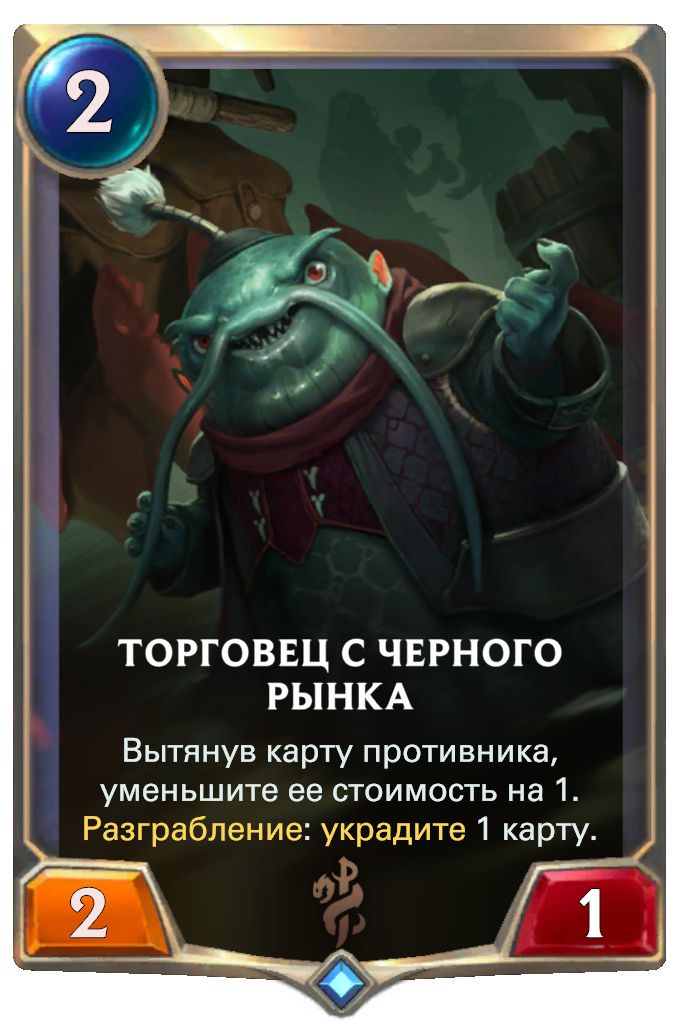 2
ТОРГОВЕЦ С ЧЕРНОГО
РЫНКА
Вытянув карту противника,
уменьшите ее стоимость на 1.
Разграбление: украдите 1 карту.
2
1